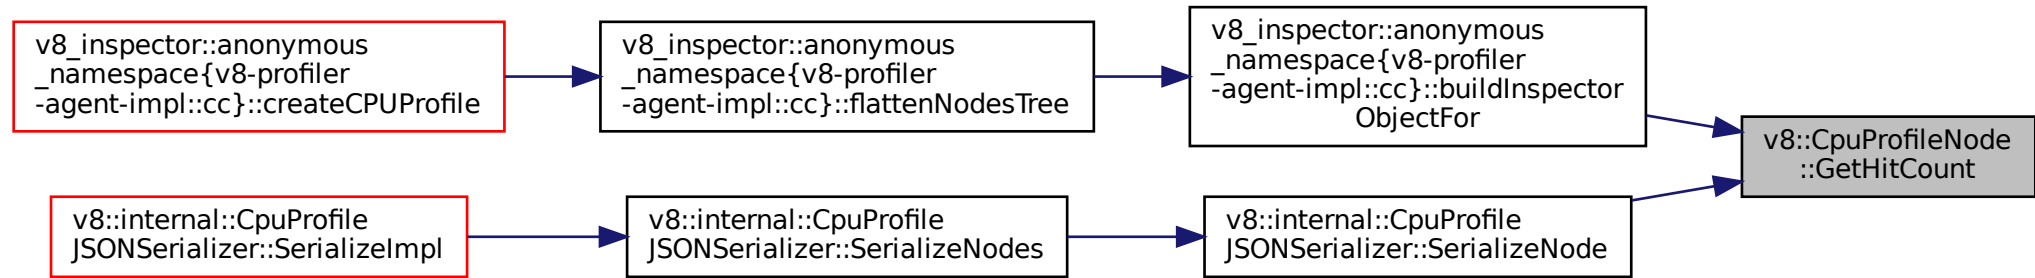 v8_inspector::anonymous
_namespace{v8-profiler
-agent-impl::cc}::createCPUProfile
v8_inspector::anonymous
_namespace{v8-profiler
-agent-impl::cc}::flattenNodesTree
v8_inspector::anonymous
_namespace{v8-profiler
-agent-impl::cc}::buildInspector
ObjectFor
v8::CpuProfileNode
::GetHitCount
v8::internal::CpuProfile
JSONSerializer::SerializeImpl
v8::internal::CpuProfile
JSONSerializer::SerializeNodes
v8::internal::CpuProfile
JSONSerializer::SerializeNode